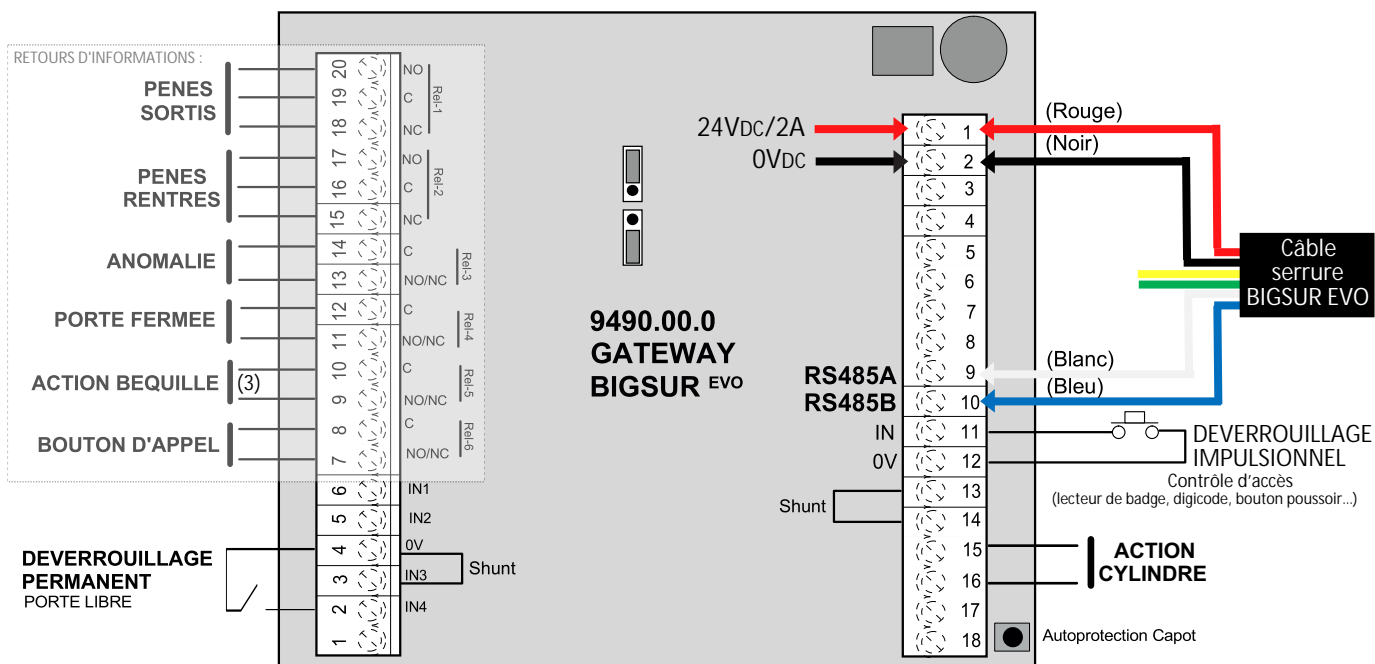 RETOURS D'INFORMATIONS :
PENES
SORTIS
PENES
RENTRES
ANOMALIE
PORTE FERMEE
ACTION BEQUILLE (3)
BOUTON D'APPEL
DEVERROUILLAGE
PERMANENT
PORTE LIBRE
20 NO
19 C
18 NC
Rel-1
17 NO
16 C
15 NC
Rel-2
14 C
13 NO/NC
Rel-3
12 C
11 NO/NC
Rel-4
10 C
9 NO/NC
Rel-5
8 C
7 NO/NC
Rel-6
6 IN1
5 IN2
4 0V
3 IN3
Shunt
2 IN4
1
9490.00.0
GATEWAY
BIGSUR EVO
24VDC/2A
0VDC
RS485A
RS485B
IN
0V
Shunt
1
2
3
4
5
6
7
8
9
10
11
12
13
14
15
16
17
18
(Rouge)
(Noir)
Câble
serrure
BIGSUR EVO
(Blanc)
(Bleu)
DEVERROUILLAGE
IMPULSIONNEL
Contrôle d'accès
(lecteur de badge, digicode, bouton poussoir...)
ACTION
CYLINDRE
Autoprotection Capot